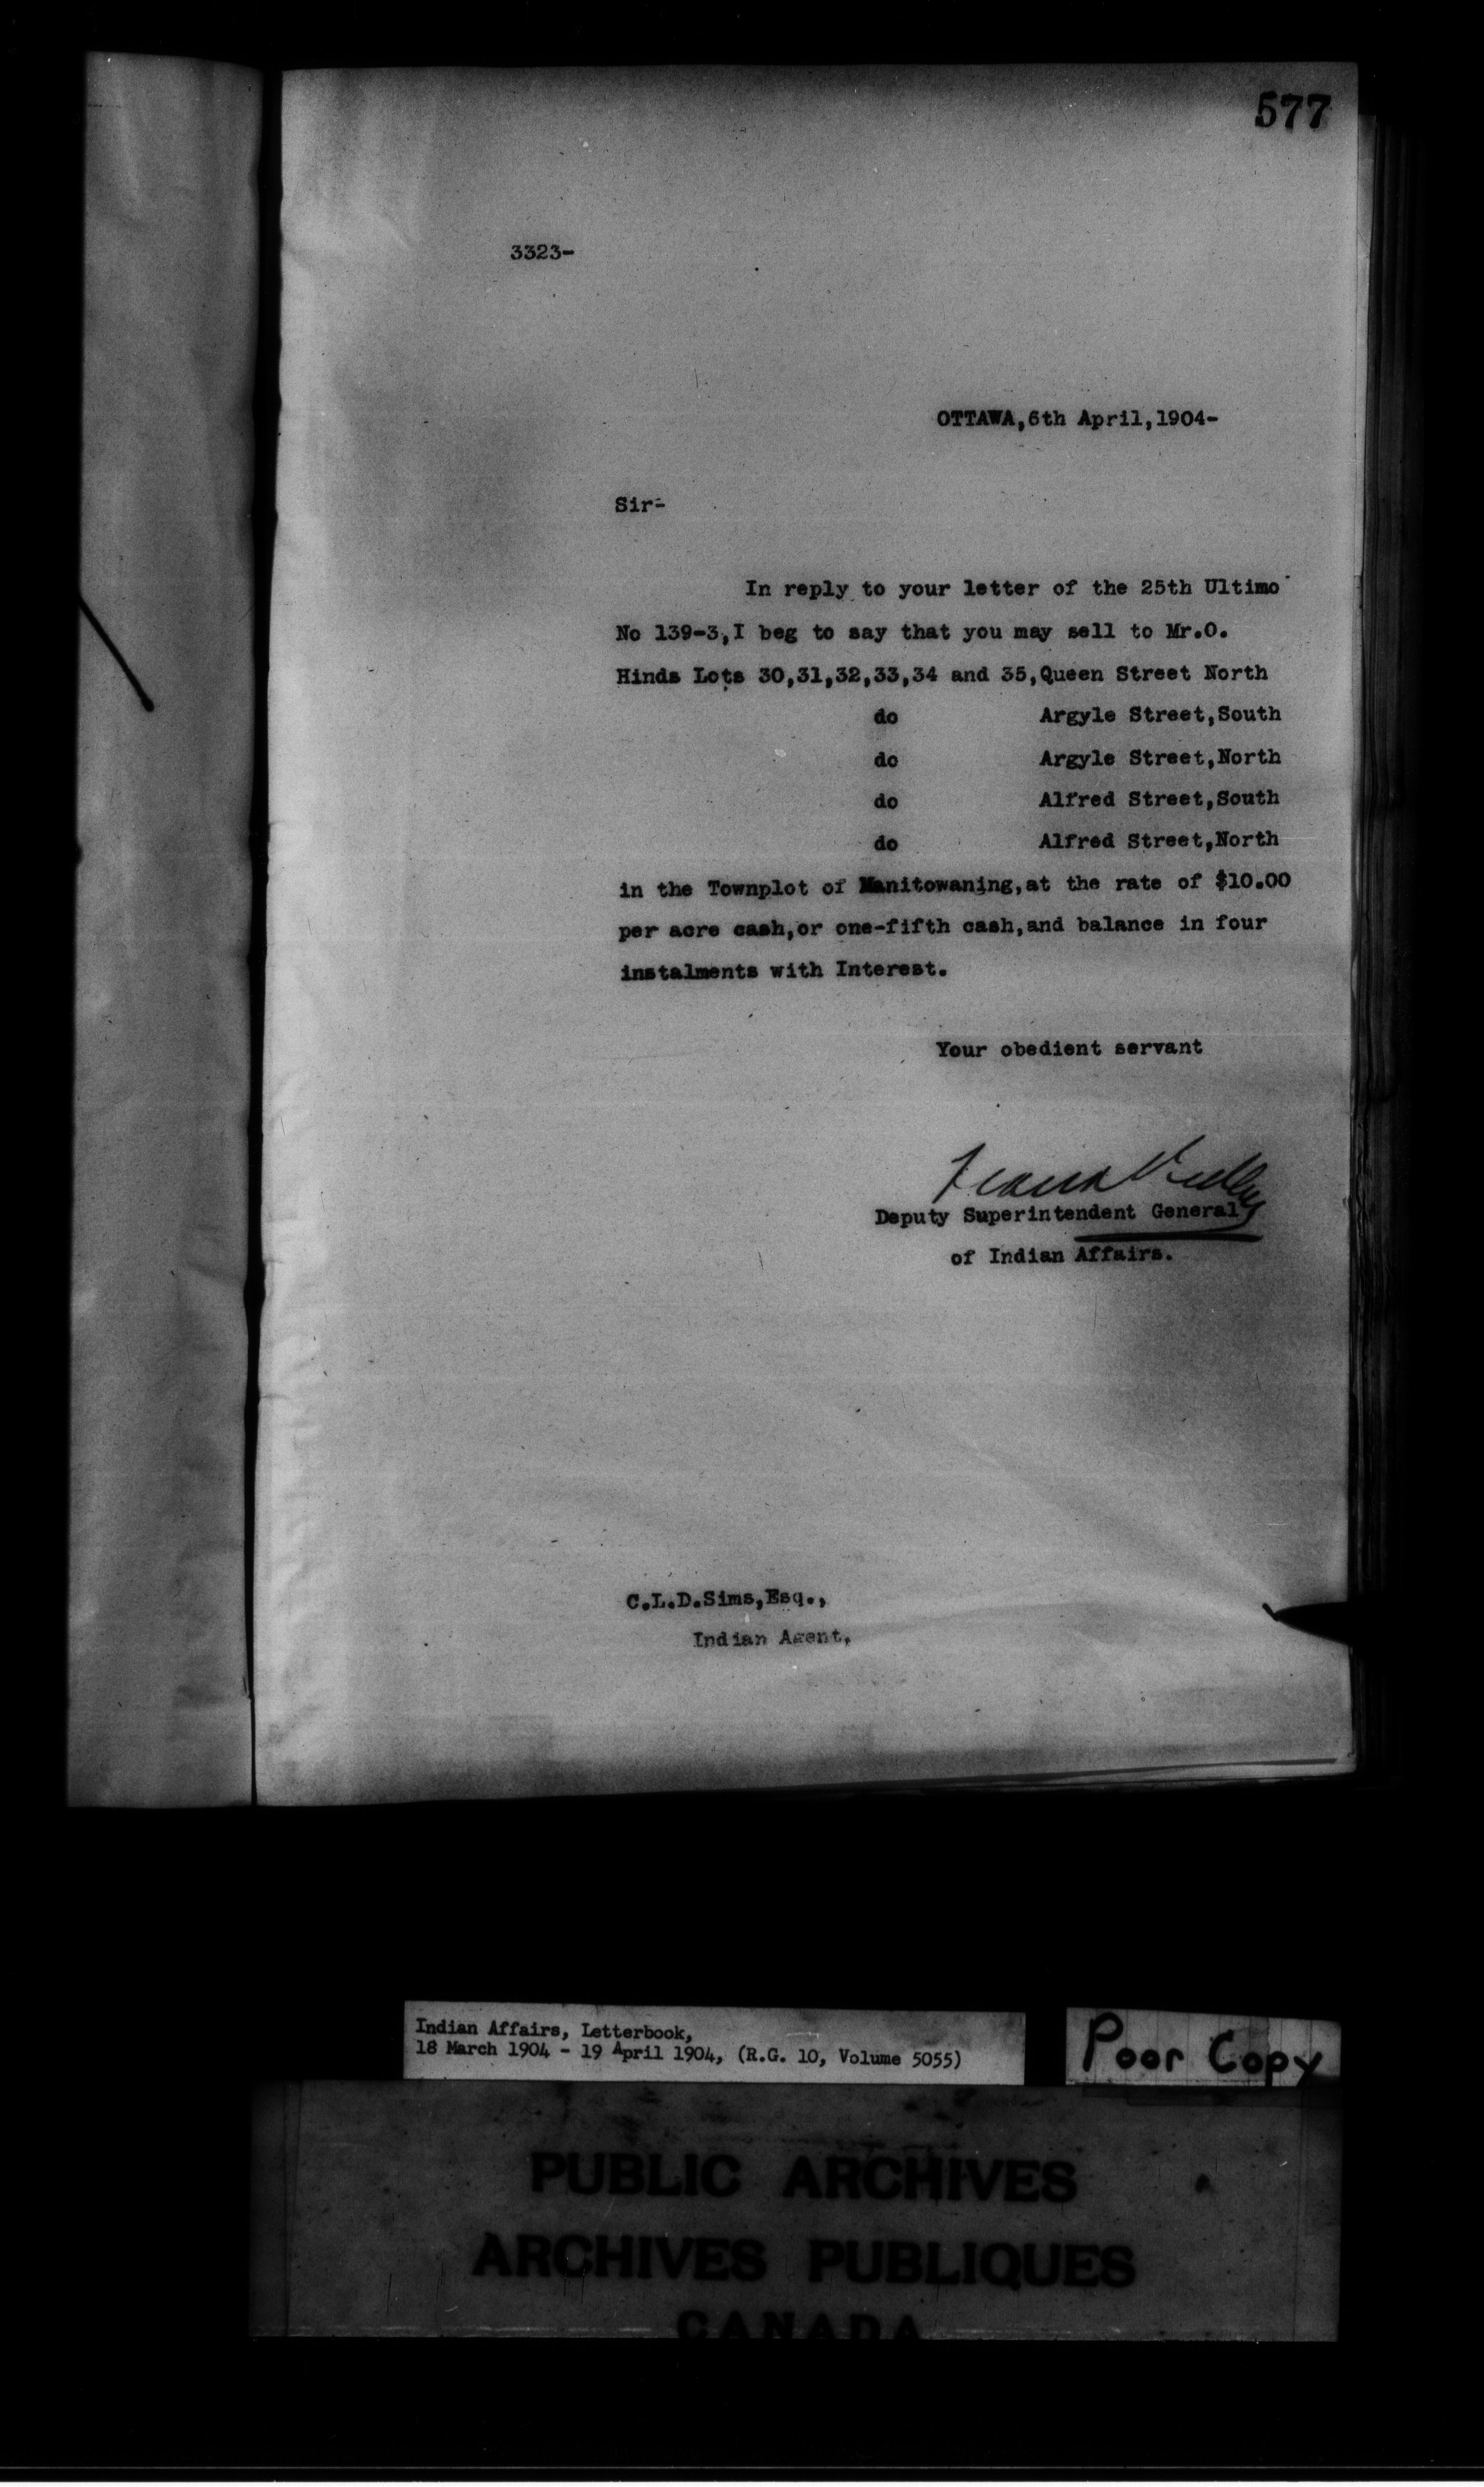 577
3323-
OTTAWA,6th April,1904-
Sir-
In reply to your letter of the 25th Ultimo
No 139-3,I beg to say that you may sell to Mr.O.
Hinds Lots 30,31,32,33,34 and 35,Queen Street North
do Argyle Street,South
do Argyle Street,North
do Alfred Street,South
do Alfred Street,North
in the Townplot of Manitowaning,at the rate of $10.00
per acre cash,or one-fifth cash,and balance in four
instalments with Interest.
Your obedient servant
Frank Pedley
Deputy Superintendent General
of Indian Affairs.
C.L.D.Sims,Esq.,
Indian Agent.
Indian Affairs, Letterbook,
18 March 1904 - 19 April 1904, (R.G. 10, Volume 5055)
Poor Copy
PUBLIC ARCHIVES
ARCHIVES PUBLIQUES
CANADA